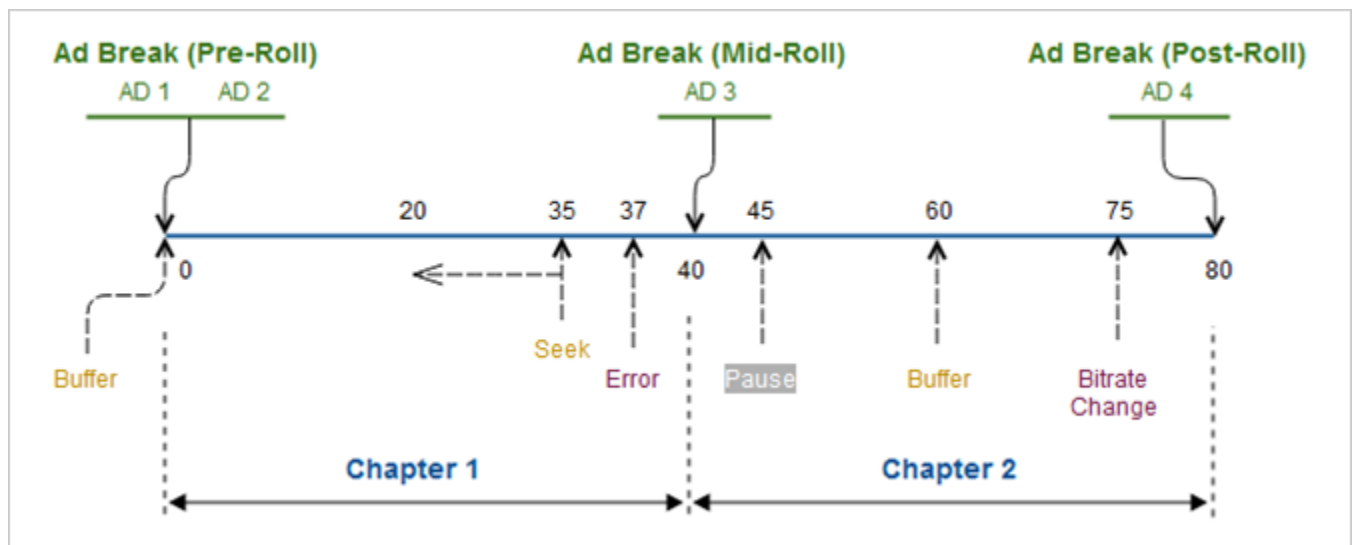 Ad Break (Pre-Roll)
AD 1 AD 2
Ad Break (Mid-Roll)
AD 3
Ad Break (Post-Roll)
AD 4
20 35 37 45 60 75
0 40 80
Buffer
Seek
Error
Pause
Buffer
Bitrate
Change
Chapter 1
Chapter 2